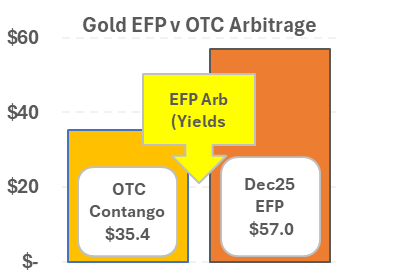 Gold EFP v OTC Arbitrage
$60
$40
$20
$-
EFP Arb
(Yields
OTC
Contango
$35.4
Dec25
EFP
$57.0